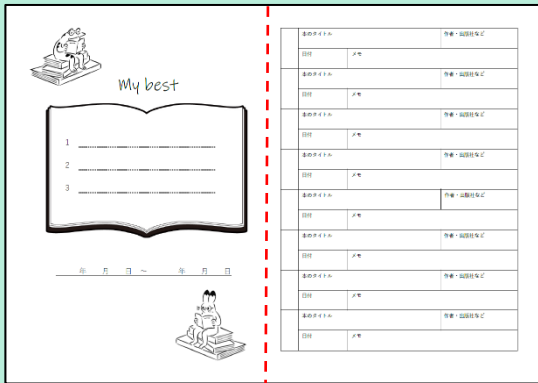 My best
1
2
3
年 月 日 ～ 年 月 日
本のタイトル 作者・出版社など
日付 メモ
本のタイトル 作者・出版社など
日付 メモ
本のタイトル 作者・出版社など
日付 メモ
本のタイトル 作者・出版社など
日付 メモ
本のタイトル 作者・出版社など
日付 メモ
本のタイトル 作者・出版社など
日付 メモ
本のタイトル 作者・出版社など
日付 メモ
本のタイトル 作者・出版社など
日付 メモ